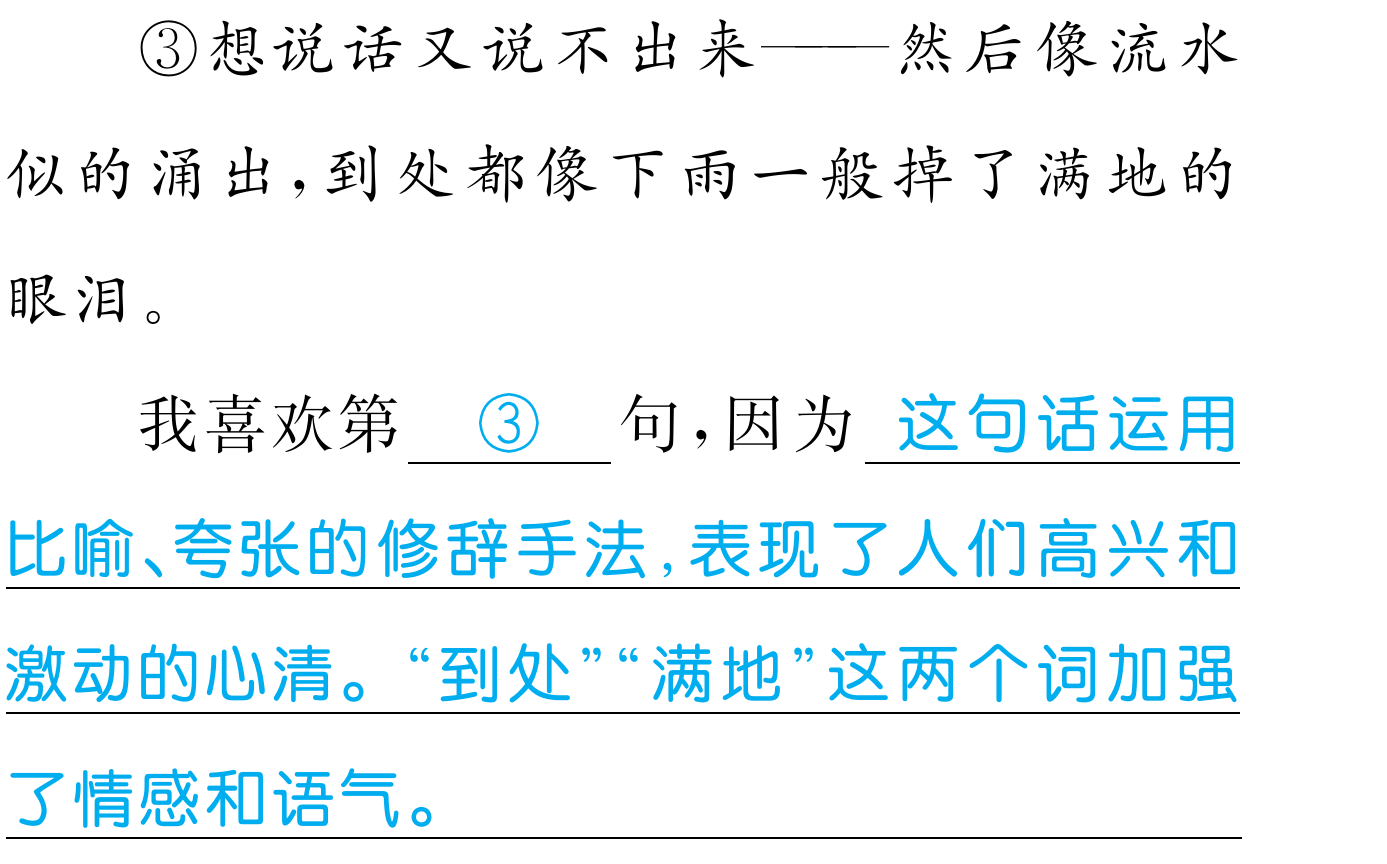 ③想说话又说不出来——然后像流水
似的涌出,到处都像下雨一般掉了满地的
眼泪。
我喜欢第 ③ 句,因为 这句话运用
比喻、夸张的修辞手法,表现了人们高兴和
激动的心清。“到处”“满地”这两个词加强
了情感和语气。